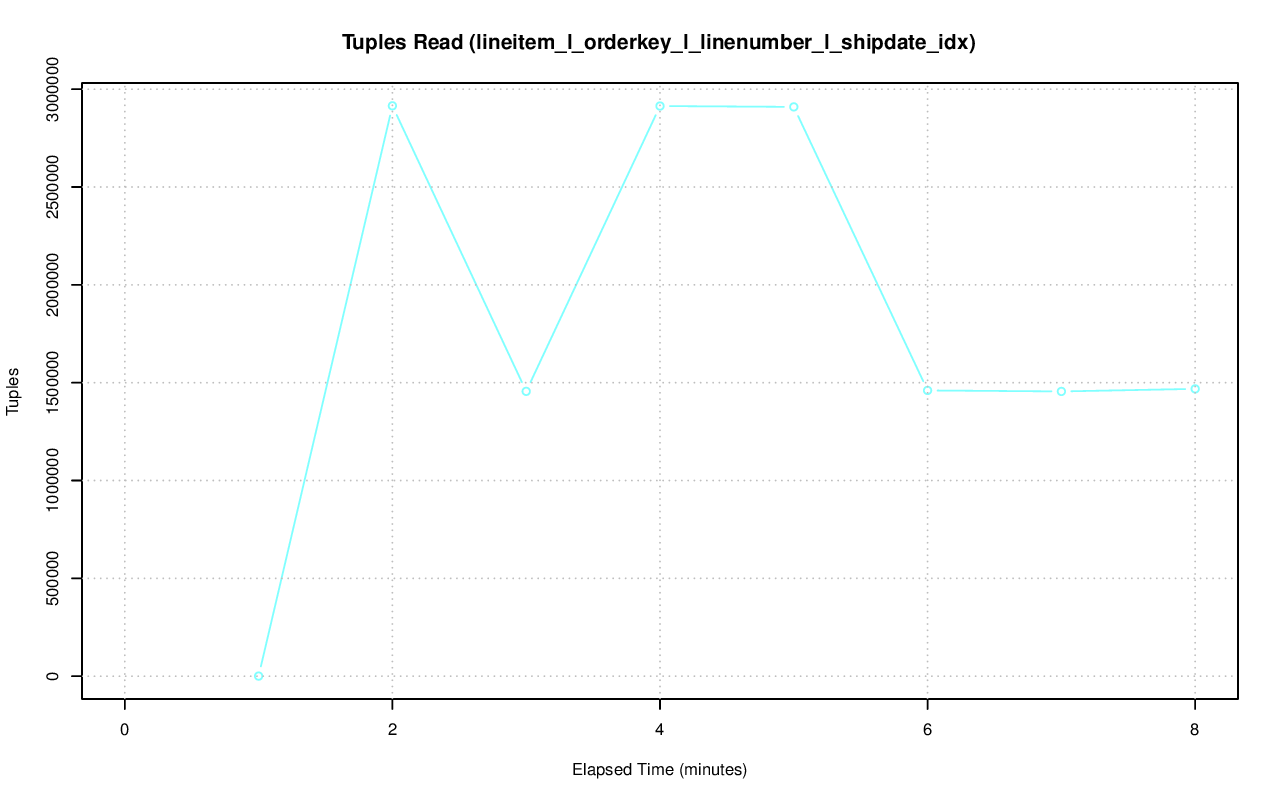 Tuples Read (lineitem_l_orderkey_l_linenumber_l_shipdate_idx)
Tuples
3000000
2500000
2000000
1500000
1000000
500000
0
0 2 4 6 8
Elapsed Time (minutes)